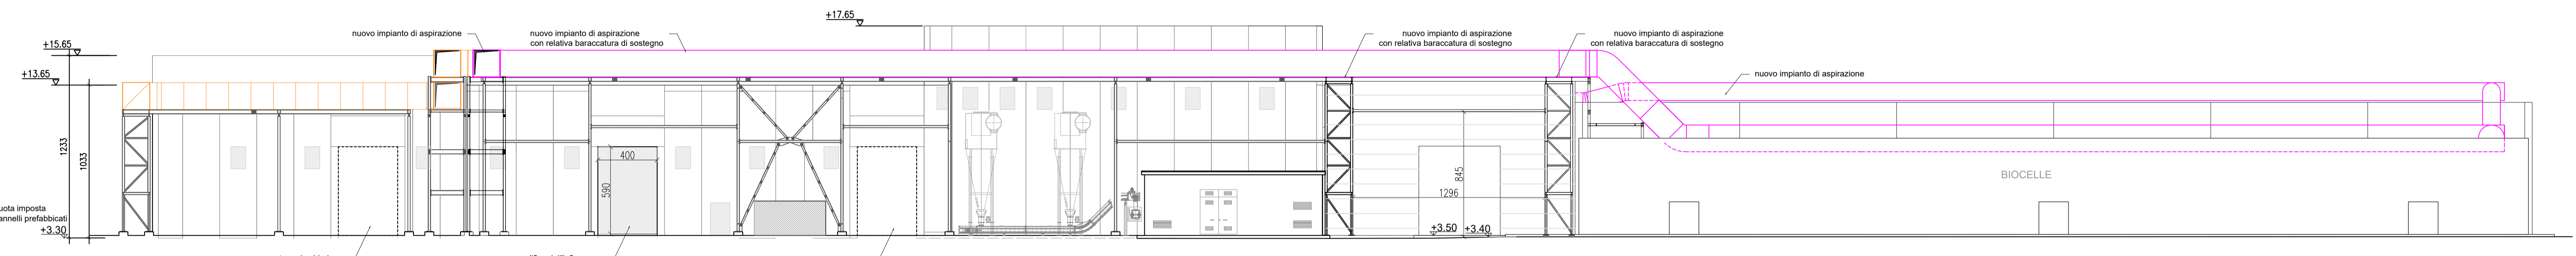 +17.65
nuovo impianto di aspirazione
nuovo impianto di aspirazione
con relativa baraccatura di sostegno
nuovo impianto di aspirazione
con relativa baraccatura di sostegno
nuovo impianto di aspirazione
con relativa baraccatura di sostegno
+15.65
+13.65
nuovo impianto di aspirazione
1233
1033
400
590
845
1296
BIOCELLE
uota imposta
annelli prefabbicati
+3.30
+3.50
+3.40